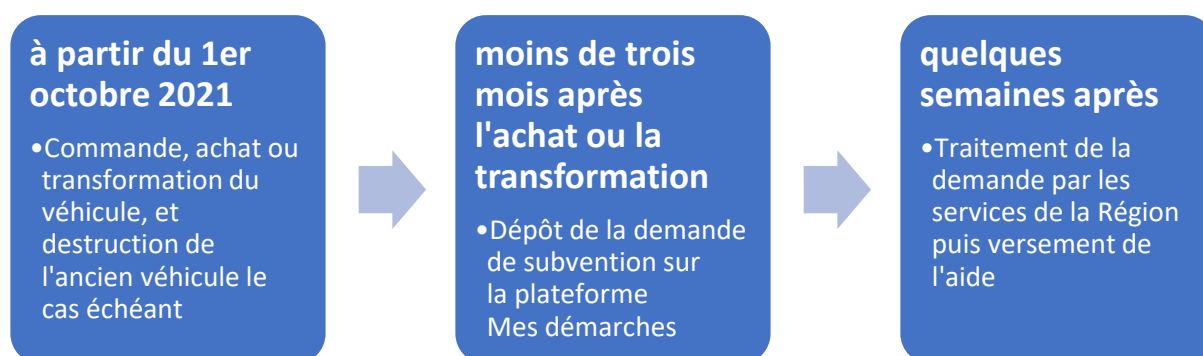 à partir du 1er
octobre 2021
•Commande, achat ou
transformation du
véhicule, et
destruction de
l'ancien véhicule le
cas échéant
moins de trois
mois après
l'achat ou la
transformation
•Dépôt de la demande
de subvention sur
la plateforme
Mes démarches
quelques
semaines après
•Traitement de la
demande par les
services de la Région
puis versement de
l'aide